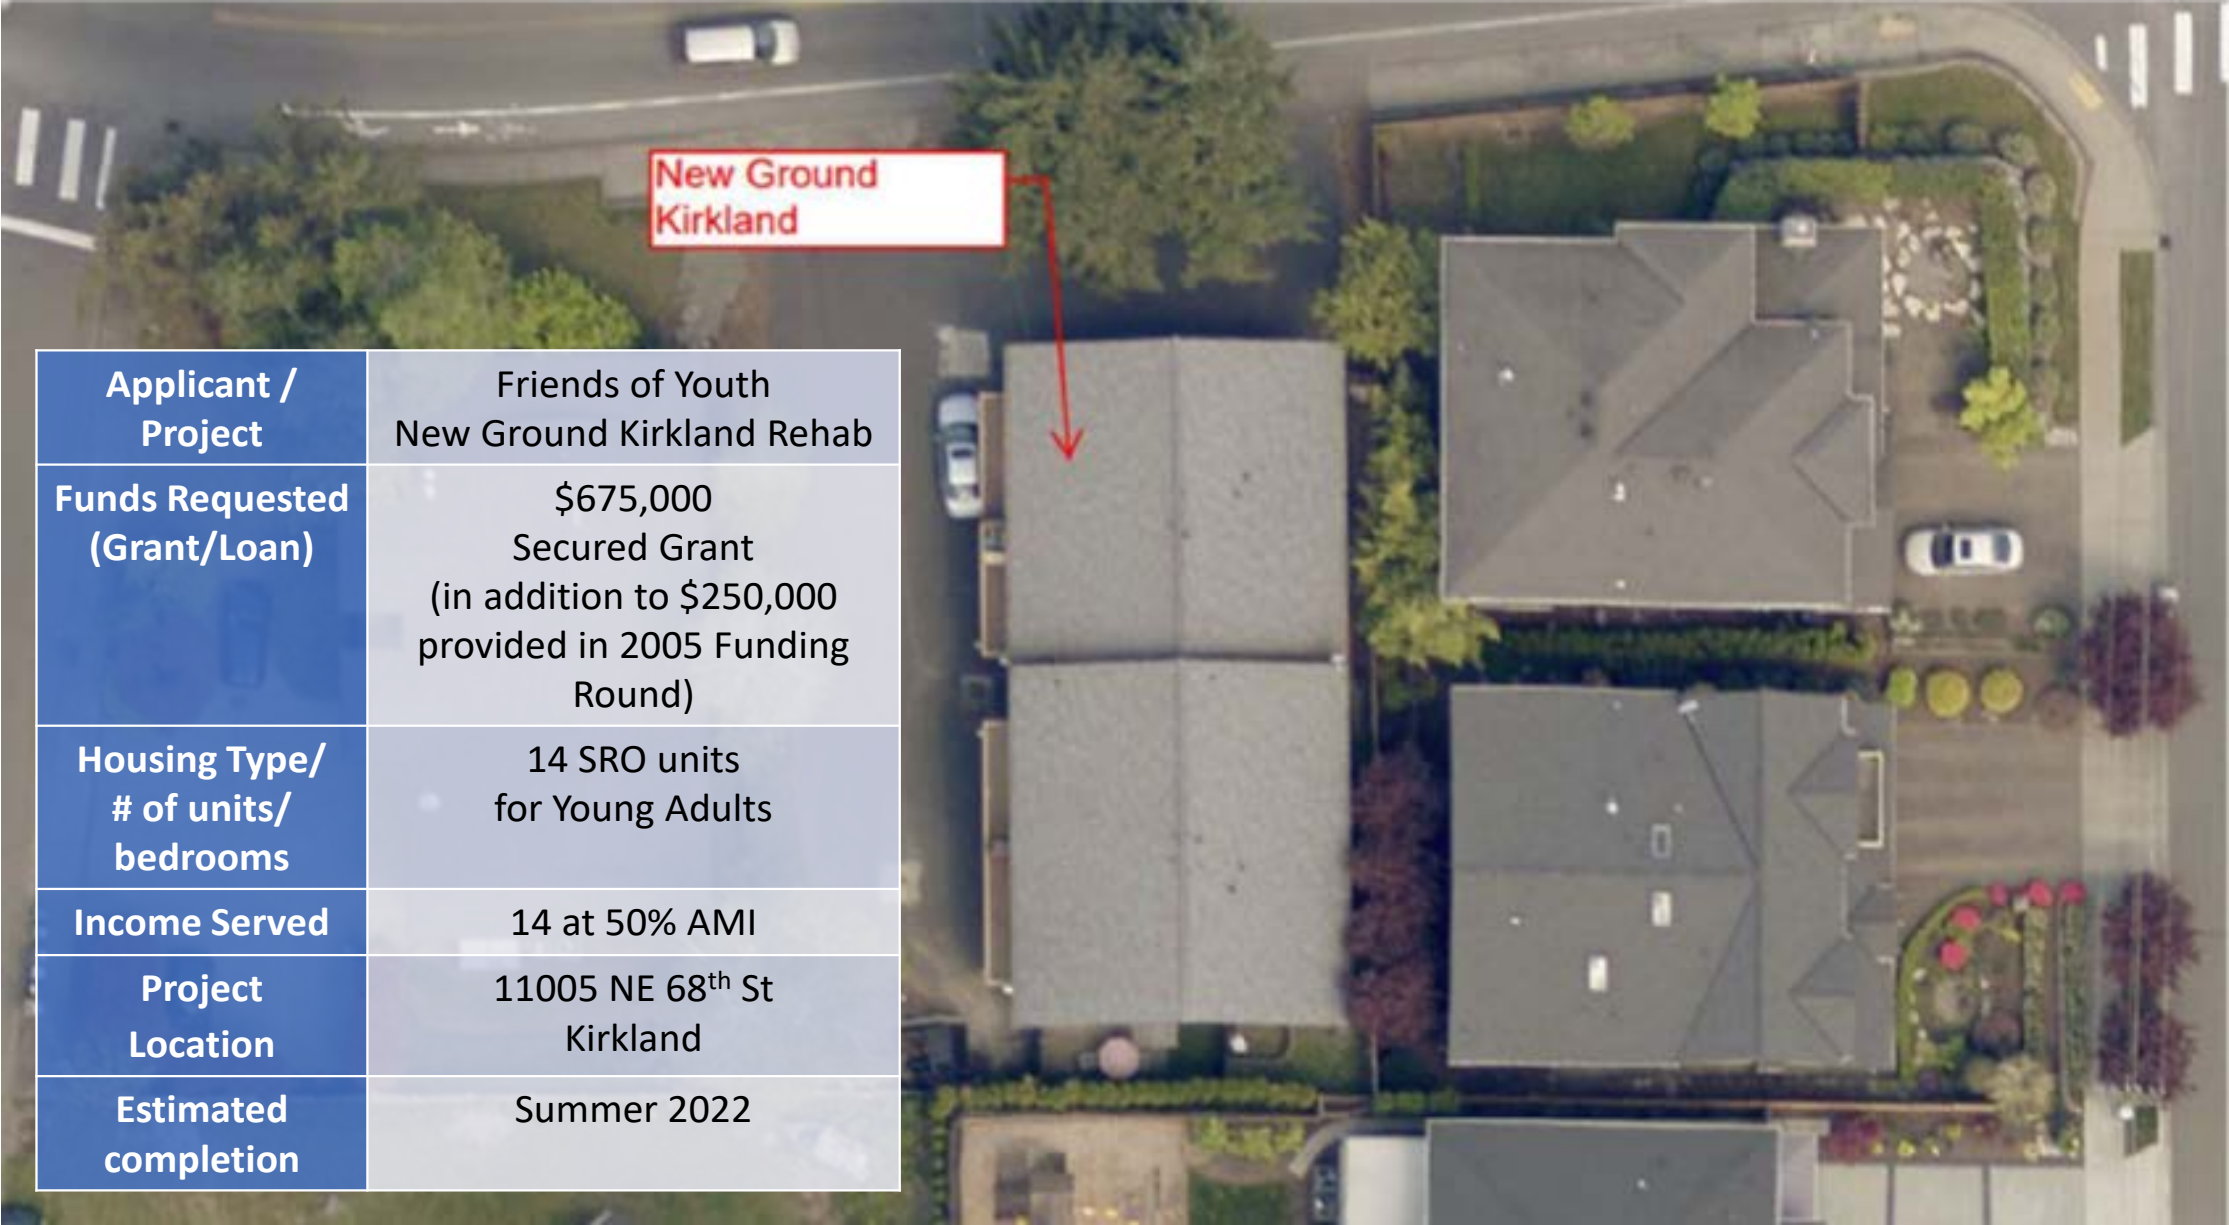 New Ground
Kirkland
Applicant /
Project
Friends of Youth
New Ground Kirkland Rehab
Funds Requested
(Grant/Loan)
$675,000
Secured Grant
(in addition to $250,000
provided in 2005 Funding
Round)
Housing Type/
# of units/
bedrooms
14 SRO units
for Young Adults
Income Served
14 at 50% AMI
Project
Location
11005 NE 68th St
Kirkland
Estimated
completion
Summer 2022